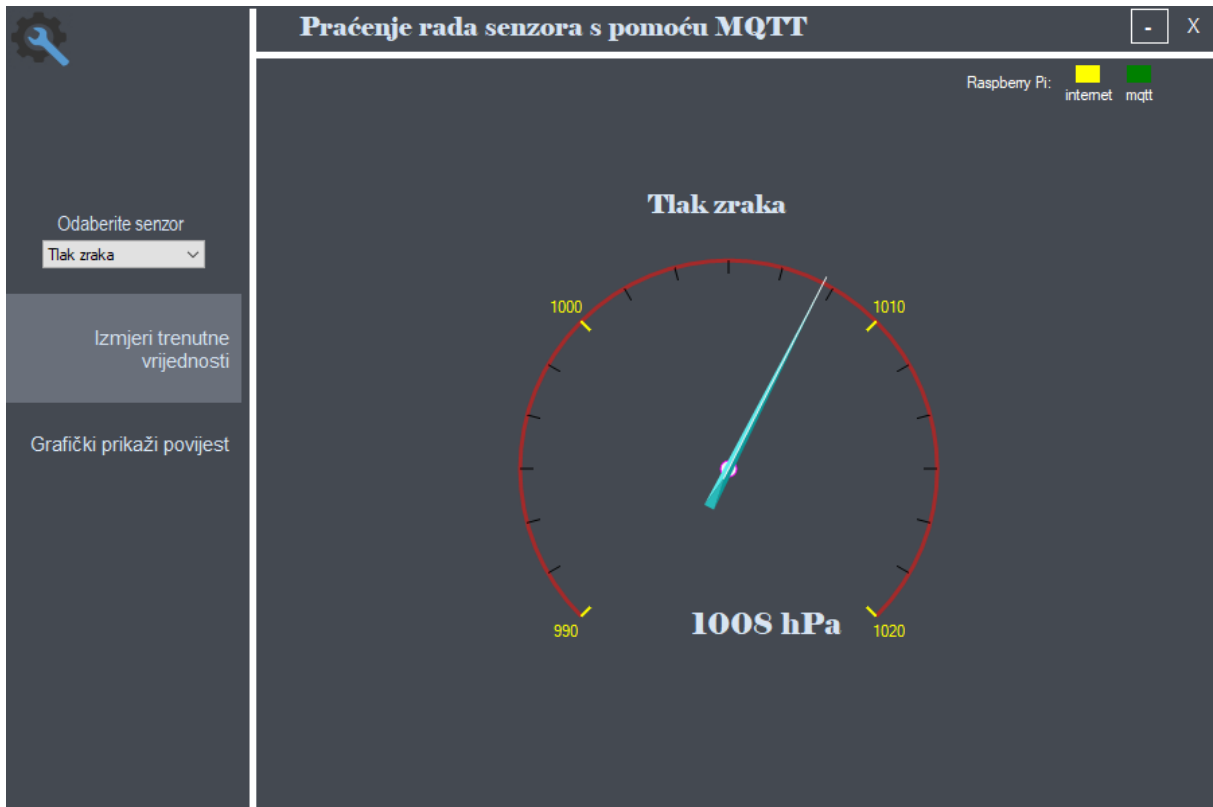 Praćenje rada senzora s pomoću MQTT
-
X
Raspberry Pi:
internet
mqtt
Odaberite senzor
Tlak zraka
Izmjeri trenutne
vrijednosti
Grafički prikaži povijest
Tlak zraka
1000
1010
990
1008 hPa
1020